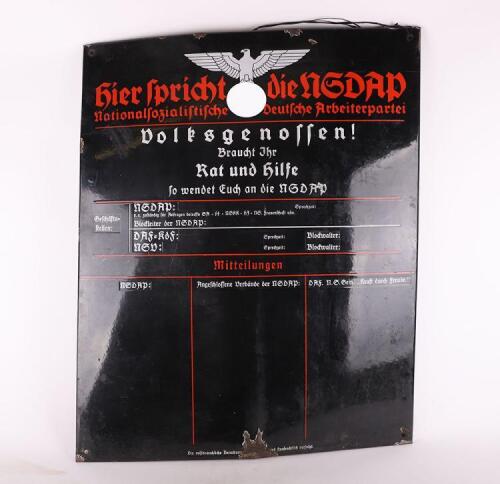 Hier spricht die NSDAP
Nationalsozialistische Deutsche Arbeiterpartei
Volksgenossen!
Braucht Ihr
Rat und Hilfe
so wendet Euch an die NSDAP
Geschäfts-
stellen:
NSDAP: Sprechzeit:
Blockleiter der NSDAP:
DAF=KdF: Sprechzeit: Blockwalter:
NSV: Sprechzeit: Blockwalter:
Mitteilungen
NSDAP: Angeschlossene Verbände der NSDAP: DAF. N.S. Gem. „Kraft durch Freude“